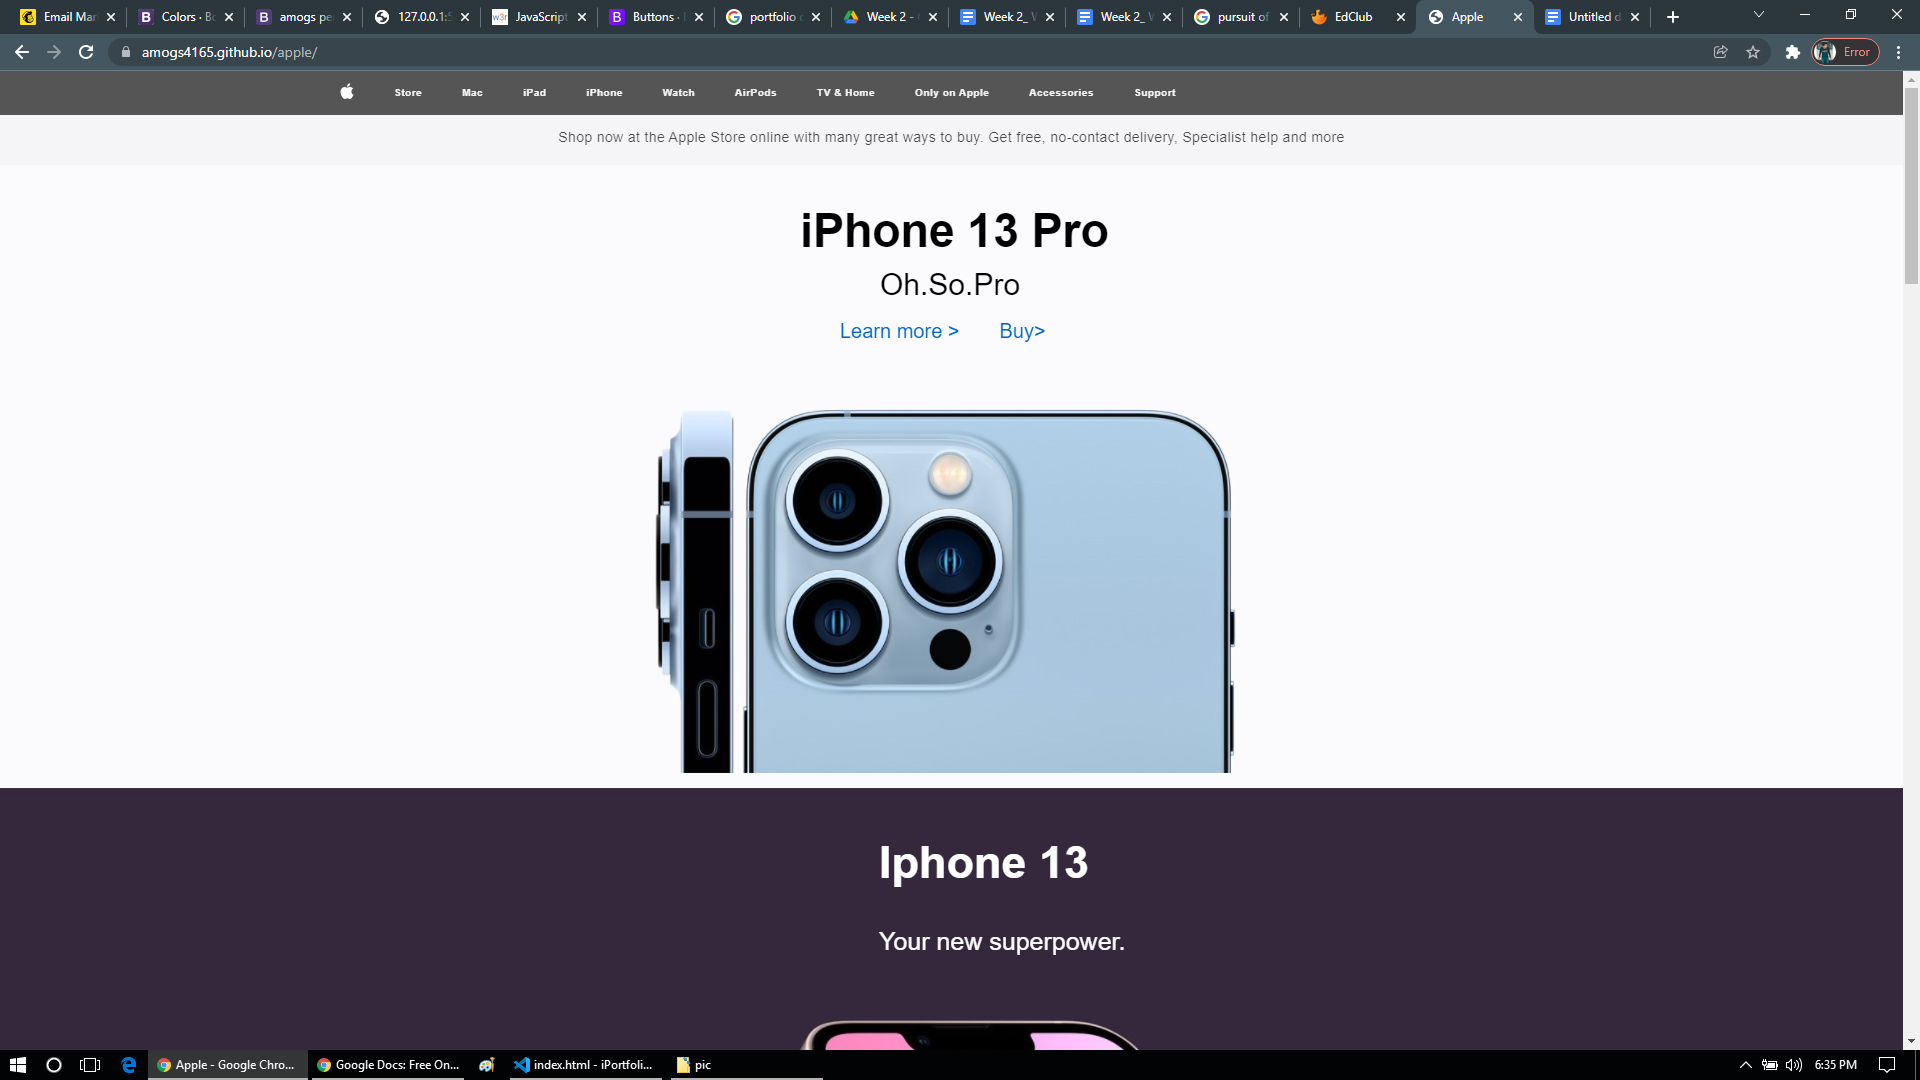 Email Mar
Colors · Bo
amogs pe
127.0.0.1:5
JavaScript
Buttons ·
portfolio
Week 2 -
Week 2_
Week 2_
pursuit of
EdClub
Apple
Untitled d
amogs4165.github.io/apple/
Error
Store Mac iPad iPhone Watch AirPods TV & Home Only on Apple Accessories Support
Shop now at the Apple Store online with many great ways to buy. Get free, no-contact delivery, Specialist help and more
iPhone 13 Pro
Oh.So.Pro
Learn more > Buy>
Iphone 13
Your new superpower.
Apple - Google Chro...
Google Docs: Free On...
index.html - iPortfoli...
pic
6:35 PM